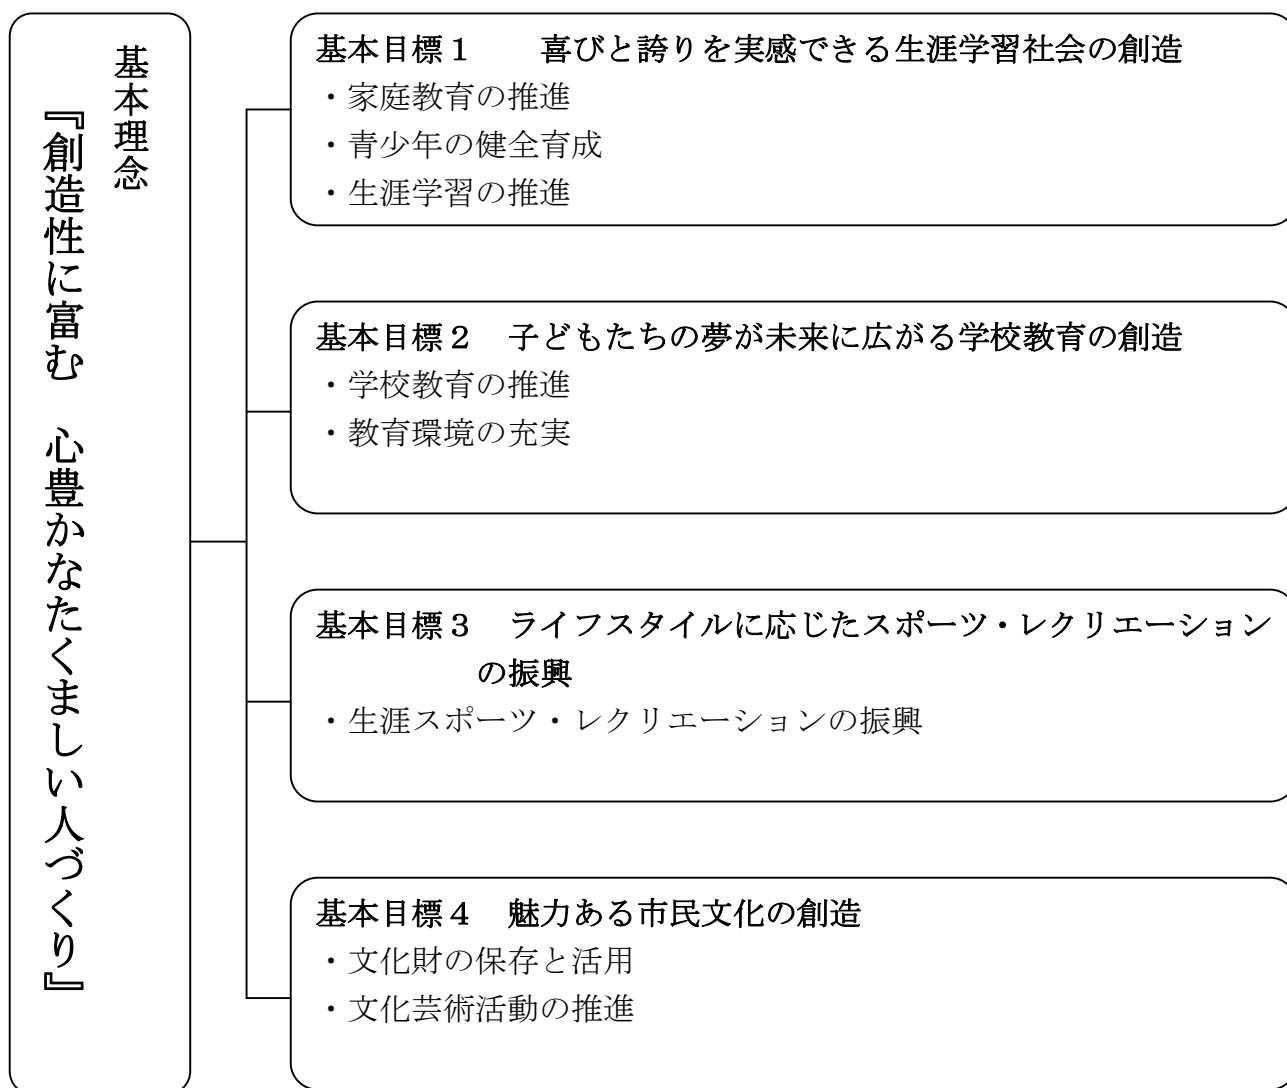 基本理念
『創造性に富む　心豊かなたくましい人づくり』
基本目標１　　喜びと誇りを実感できる生涯学習社会の創造
・家庭教育の推進
・青少年の健全育成
・生涯学習の推進
基本目標２　子どもたちの夢が未来に広がる学校教育の創造
・学校教育の推進
・教育環境の充実
基本目標３　ライフスタイルに応じたスポーツ・レクリエーション
の振興
・生涯スポーツ・レクリエーションの振興
基本目標４　魅力ある市民文化の創造
・文化財の保存と活用
・文化芸術活動の推進